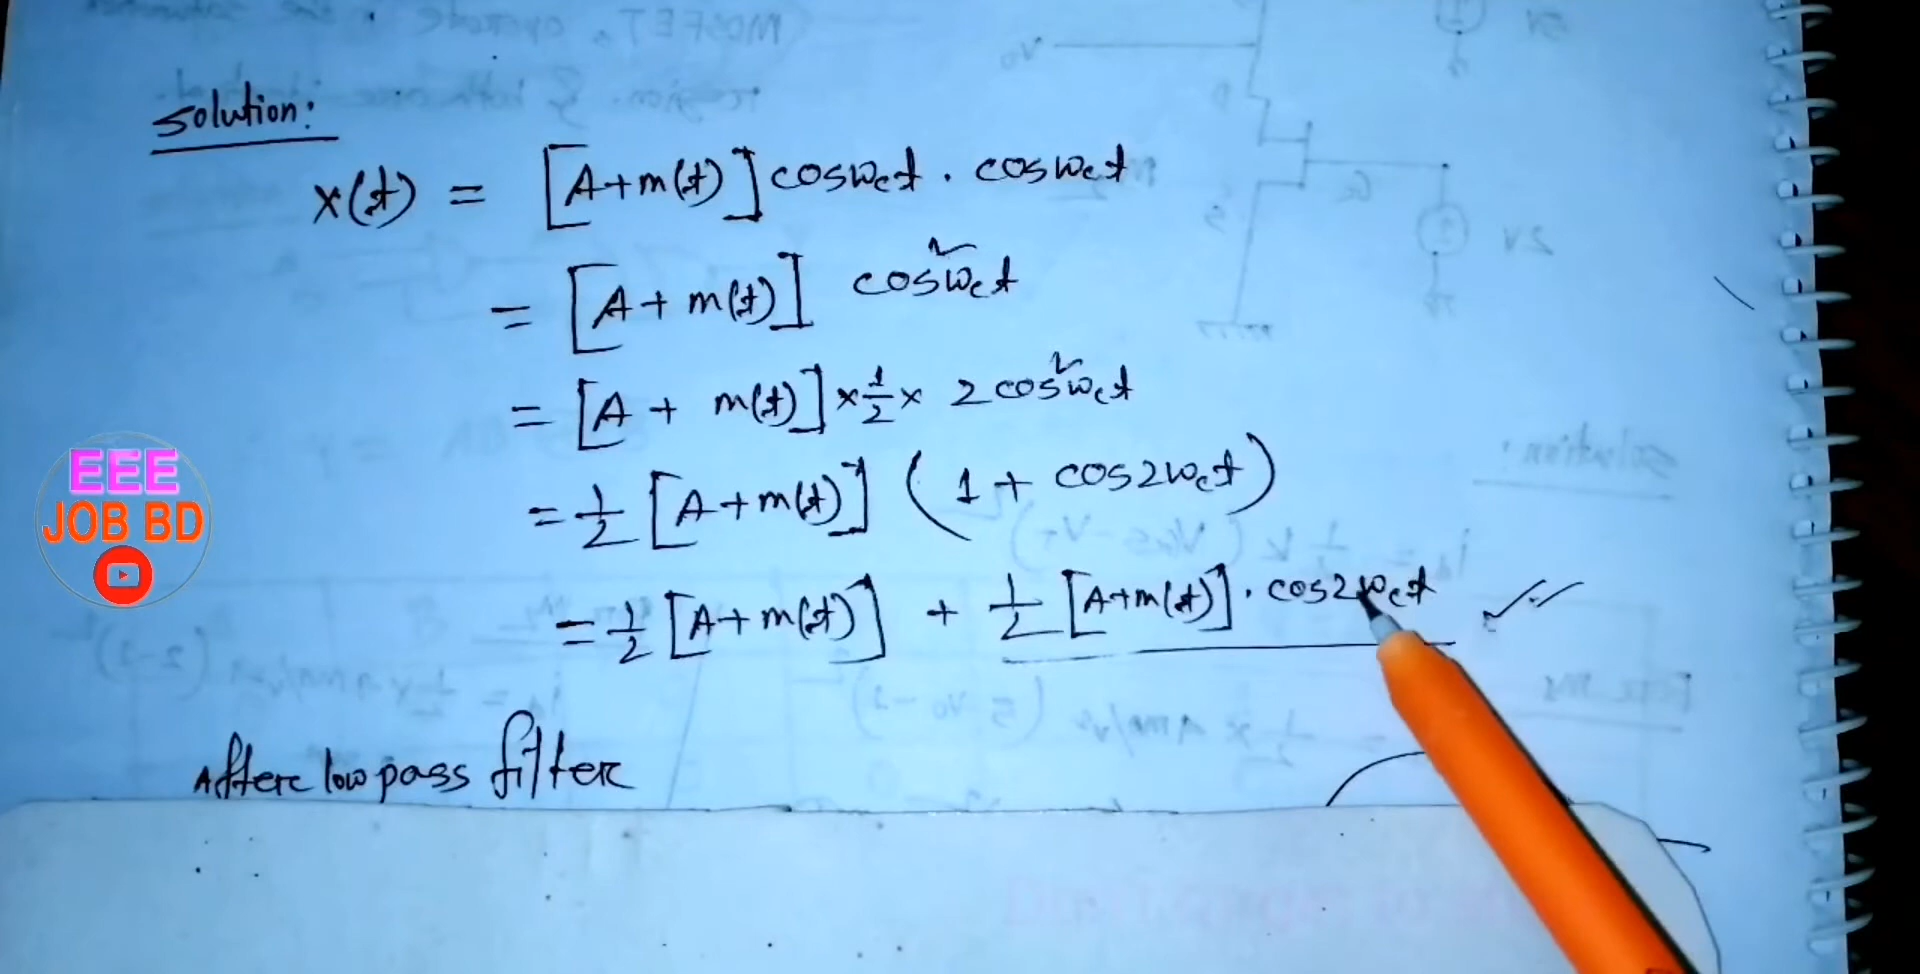 solution:
x(t) = [A+m(t)] cosωct . cosωct
= [A + m(t)] cos²ωct
= [A + m(t)] × 1/2 × 2cos²ωct
= 1/2 [A+m(t)] (1 + cos2ωct)
= 1/2 [A+m(t)] + 1/2 [A+m(t)] . cos2ωct
EEE
JOB BD
After low pass filter